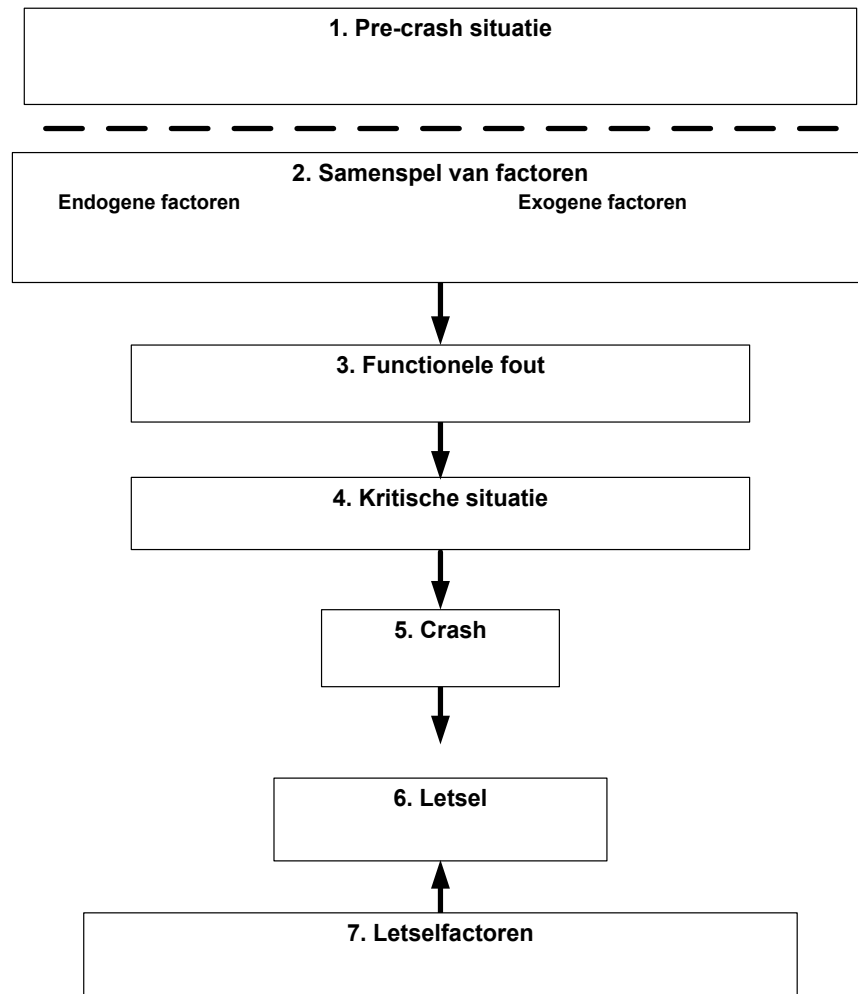 1. Pre-crash situatie
2. Samenspel van factoren
Endogene factoren Exogene factoren
3. Functionele fout
4. Kritische situatie
5. Crash
6. Letsel
7. Letselfactoren